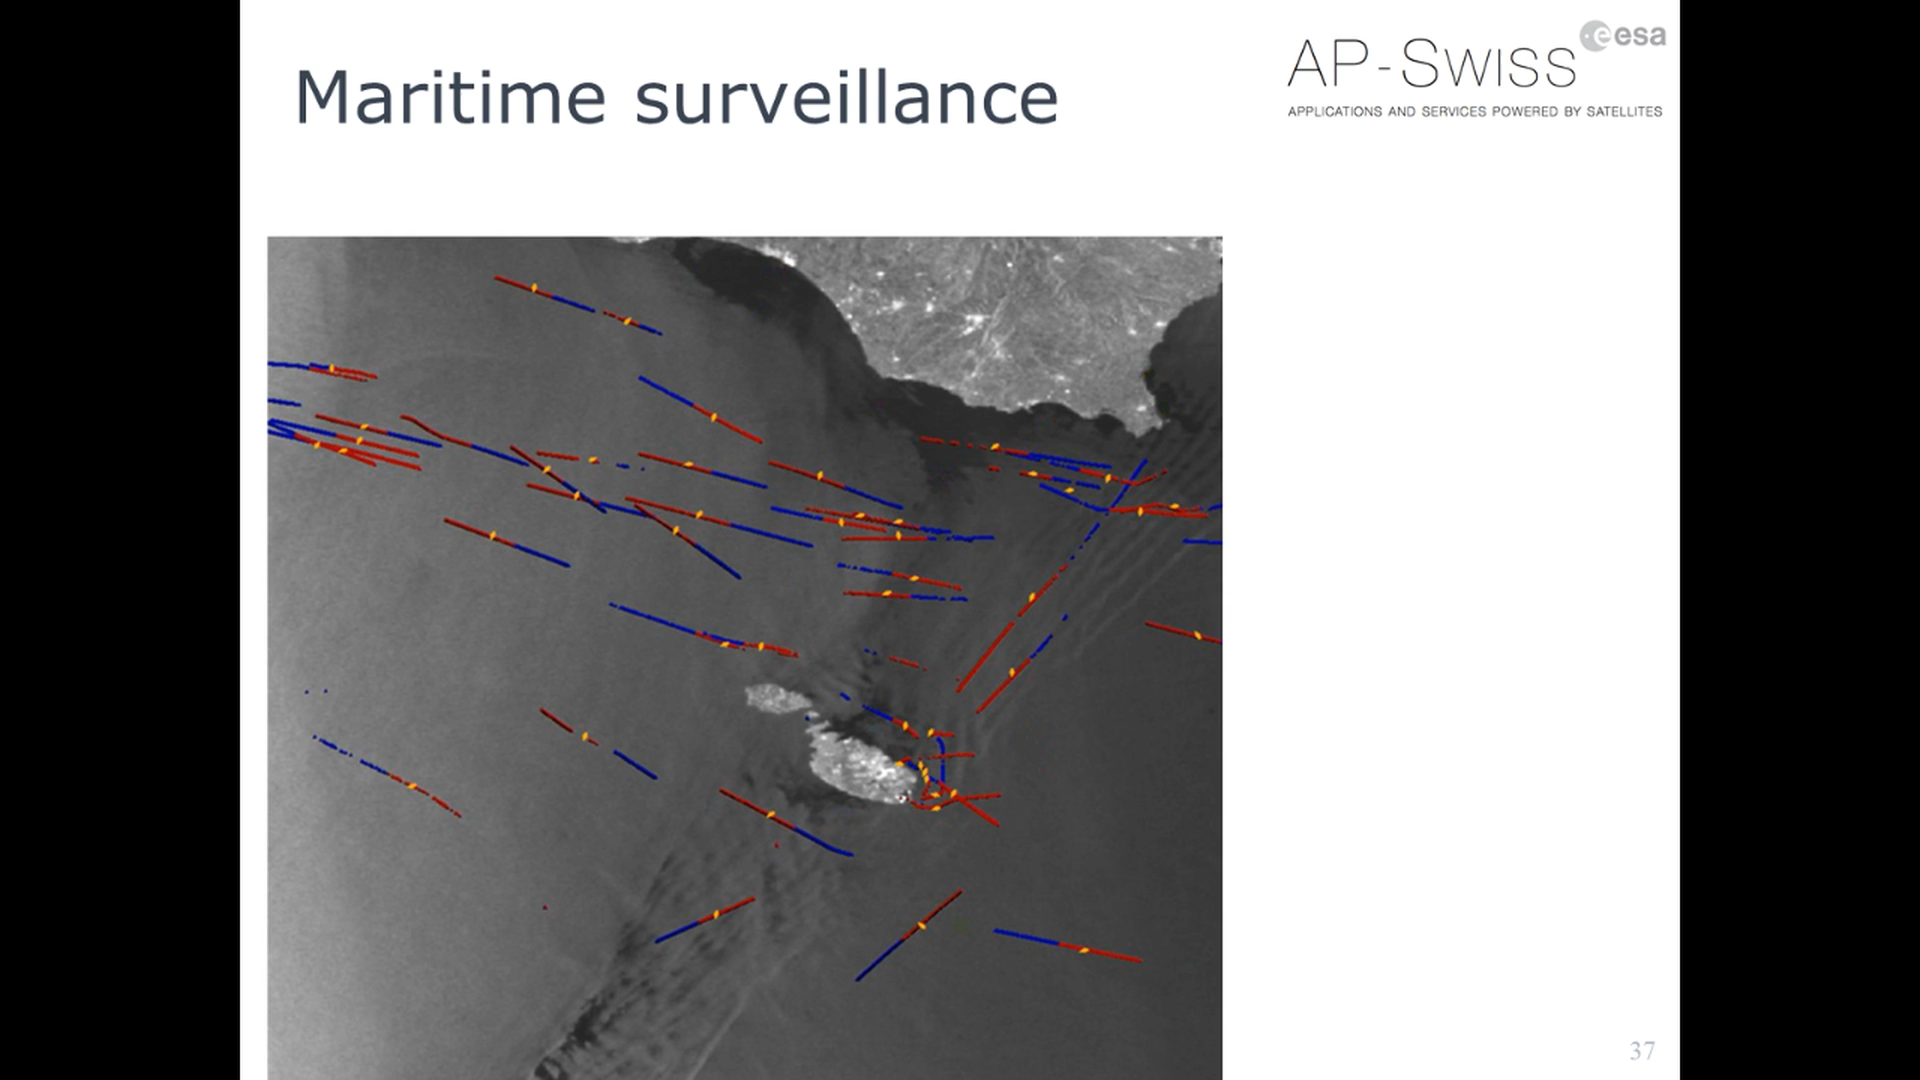 Maritime surveillance
AP-SWISS
esa
APPLICATIONS AND SERVICES POWERED BY SATELLITES
37